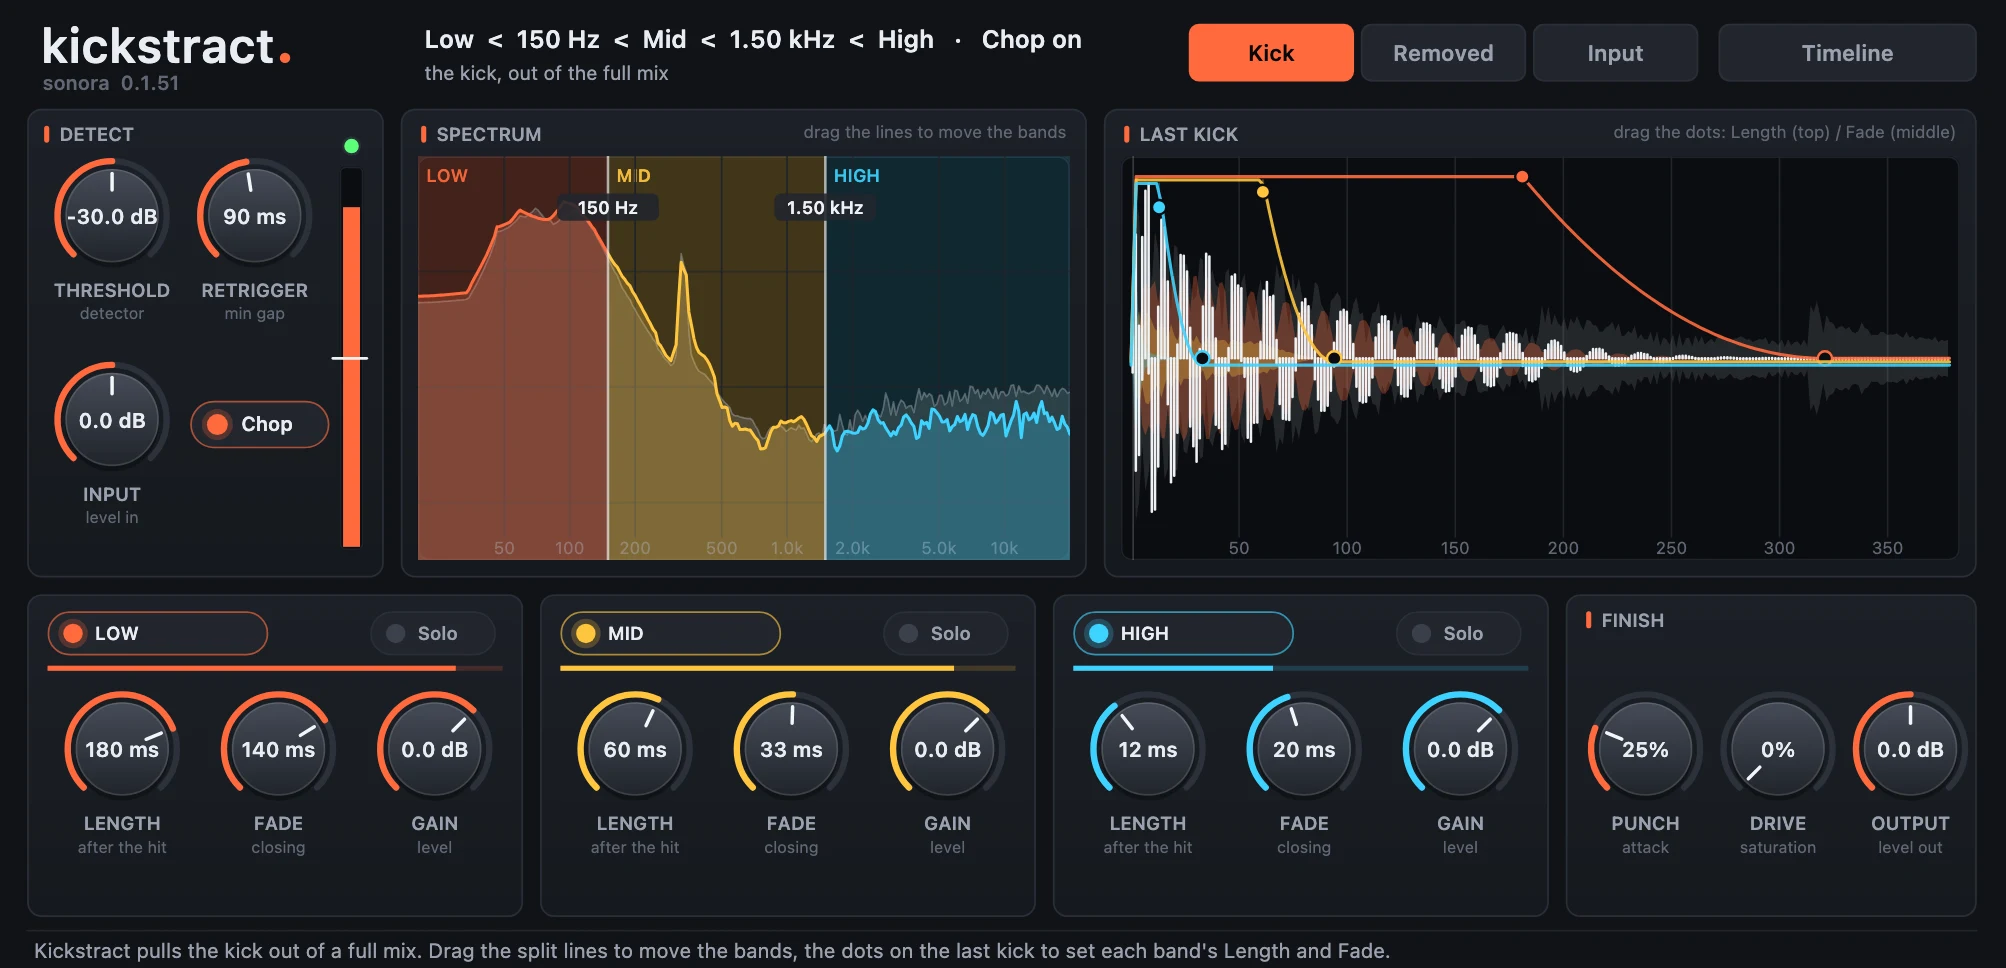 kickstract.
sonora 0.1.51
Low < 150 Hz < Mid < 1.50 kHz < High · Chop on
the kick, out of the full mix
Kick
Removed
Input
Timeline
DETECT
-30.0 dB
90 ms
THRESHOLD
RETRIGGER
detector
min gap
0.0 dB
Chop
INPUT
level in
SPECTRUM
drag the lines to move the bands
LOW
MID
HIGH
150 Hz
1.50 kHz
50 100 200 500 1.0k 2.0k 5.0k 10k
LAST KICK
drag the dots: Length (top) / Fade (middle)
50 100 150 200 250 300 350
LOW
Solo
180 ms
140 ms
0.0 dB
LENGTH
FADE
GAIN
after the hit
closing
level
MID
Solo
60 ms
33 ms
0.0 dB
LENGTH
FADE
GAIN
after the hit
closing
level
HIGH
Solo
12 ms
20 ms
0.0 dB
LENGTH
FADE
GAIN
after the hit
closing
level
FINISH
25%
0%
0.0 dB
PUNCH
DRIVE
OUTPUT
attack
saturation
level out
Kickstract pulls the kick out of a full mix. Drag the split lines to move the bands, the dots on the last kick to set each band's Length and Fade.